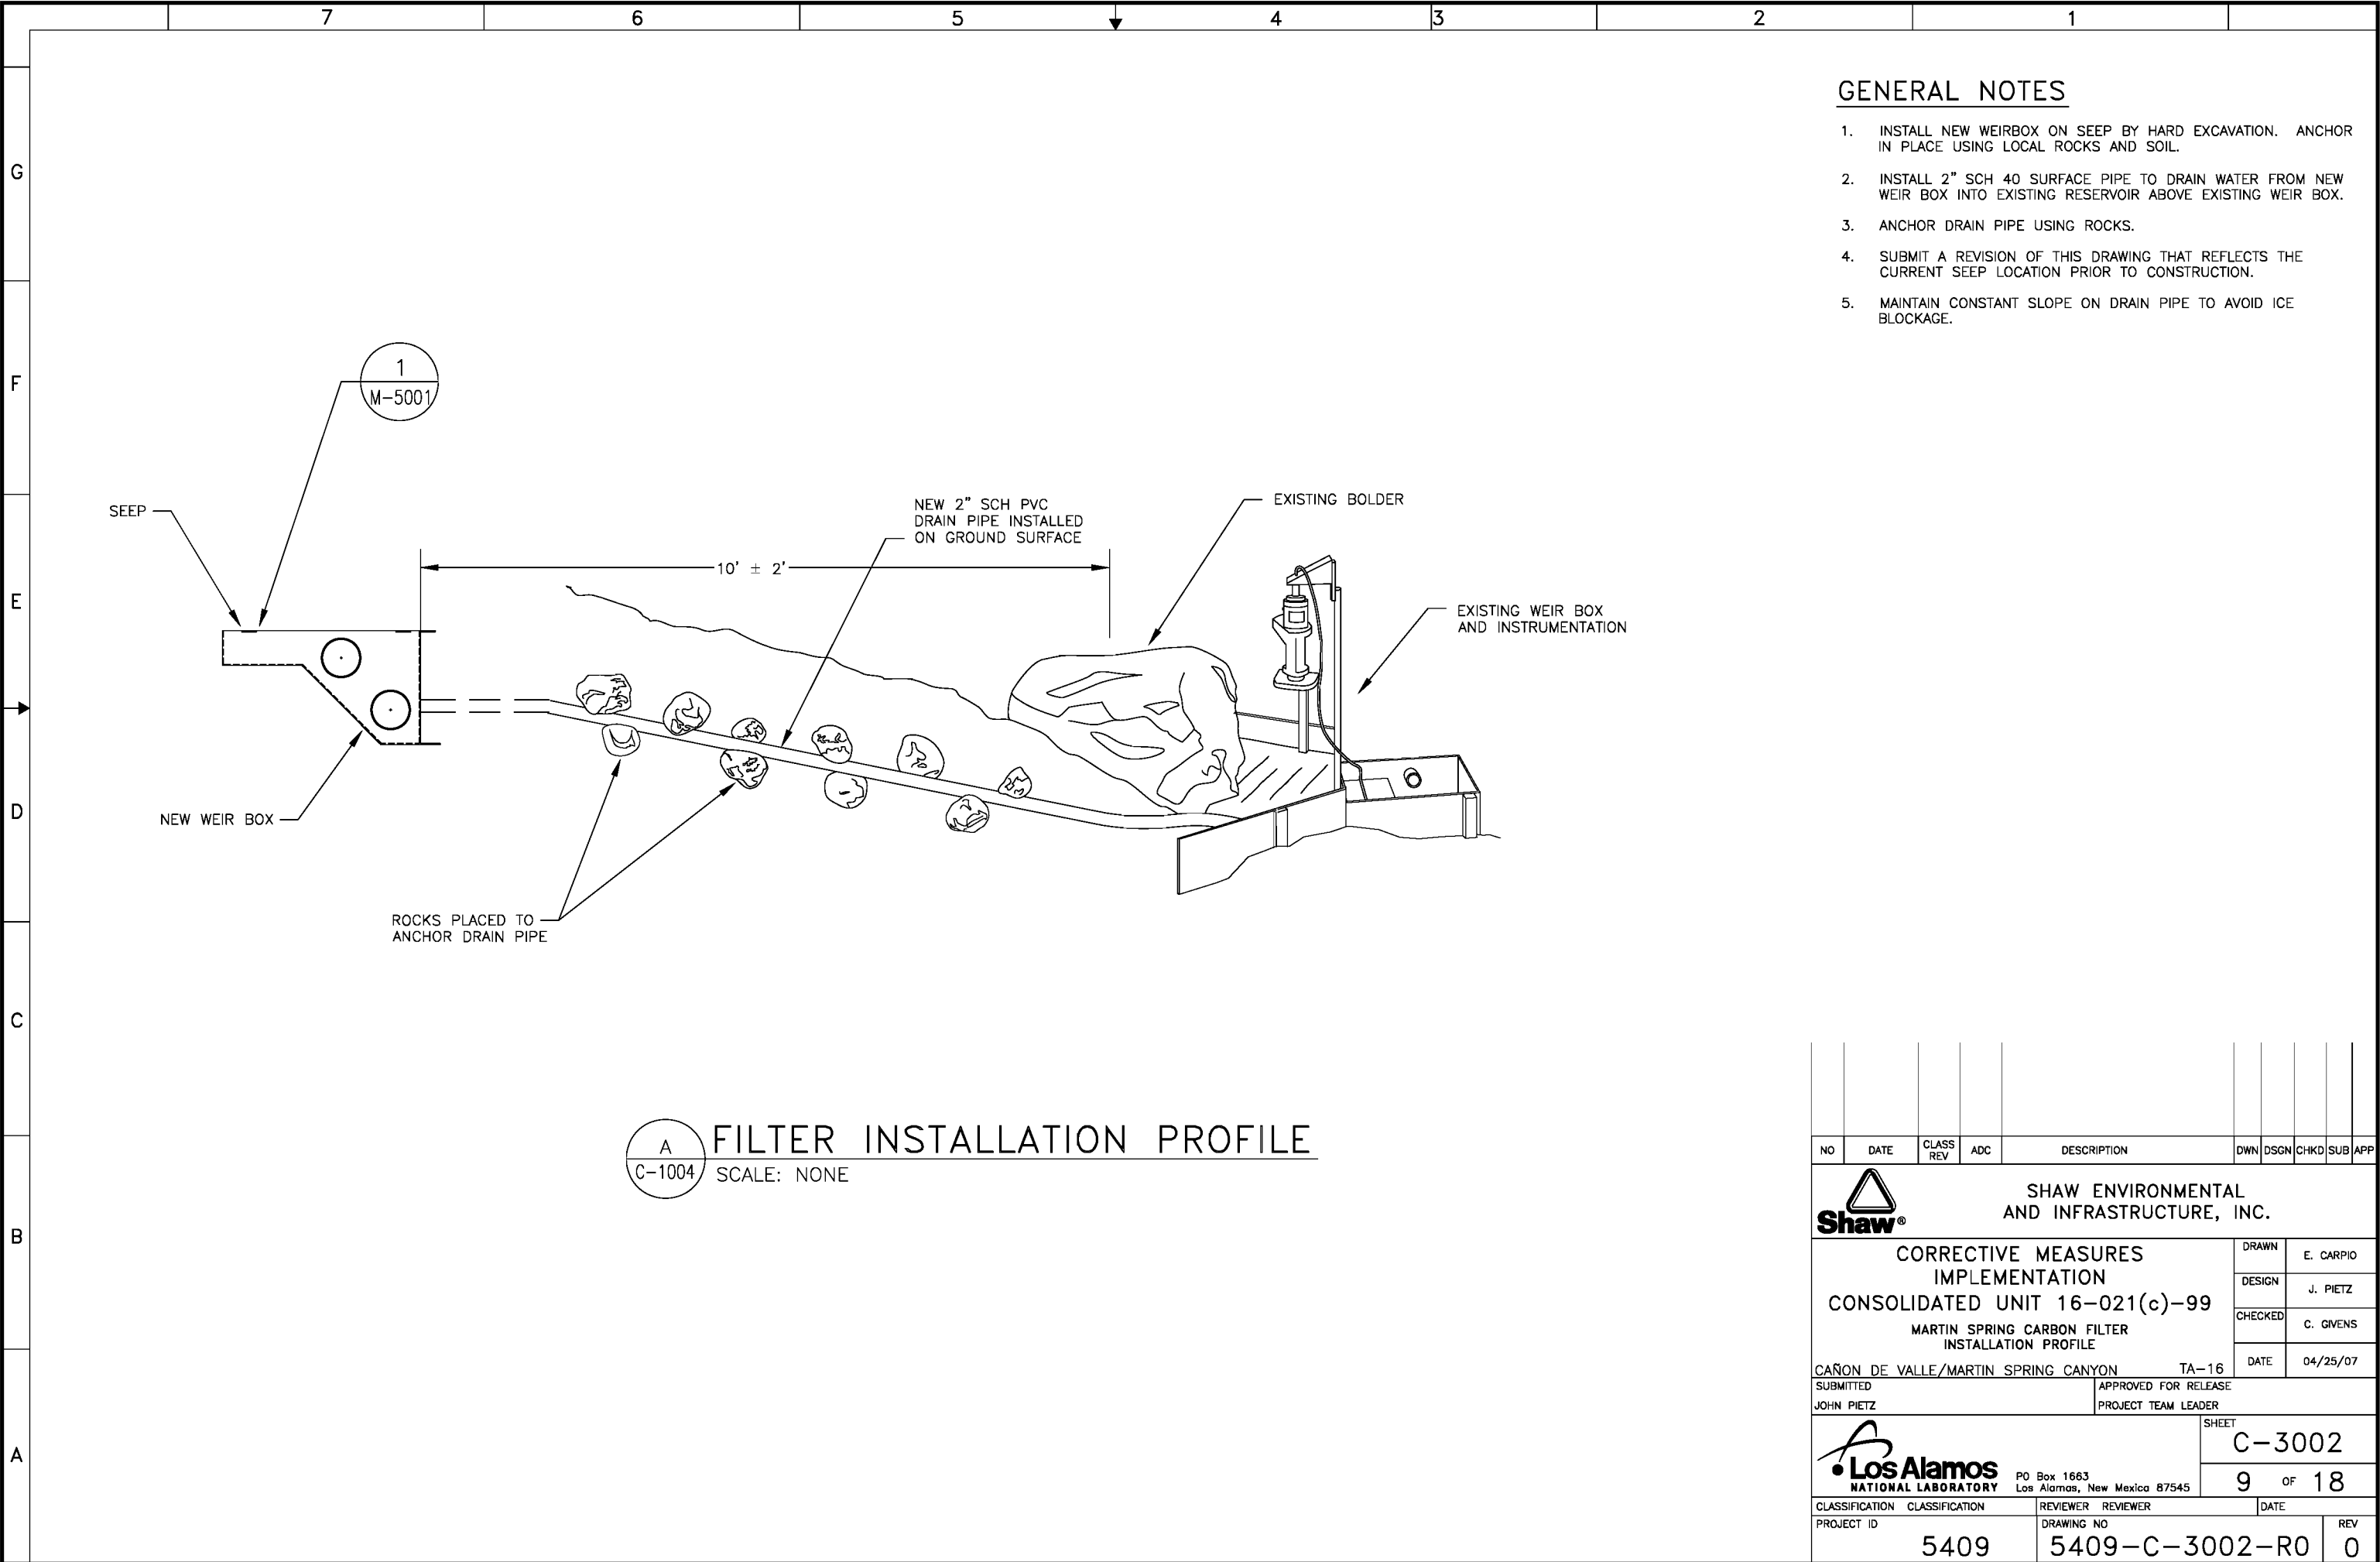 7 6 5 4 3 2 1
G
F
E
D
C
B
A
GENERAL NOTES
1. INSTALL NEW WEIRBOX ON SEEP BY HARD EXCAVATION. ANCHOR
IN PLACE USING LOCAL ROCKS AND SOIL.
2. INSTALL 2" SCH 40 SURFACE PIPE TO DRAIN WATER FROM NEW
WEIR BOX INTO EXISTING RESERVOIR ABOVE EXISTING WEIR BOX.
3. ANCHOR DRAIN PIPE USING ROCKS.
4. SUBMIT A REVISION OF THIS DRAWING THAT REFLECTS THE
CURRENT SEEP LOCATION PRIOR TO CONSTRUCTION.
5. MAINTAIN CONSTANT SLOPE ON DRAIN PIPE TO AVOID ICE
BLOCKAGE.
1
M-5001
SEEP
NEW 2" SCH PVC
DRAIN PIPE INSTALLED
ON GROUND SURFACE
EXISTING BOLDER
10' ± 2'
EXISTING WEIR BOX
AND INSTRUMENTATION
NEW WEIR BOX
ROCKS PLACED TO
ANCHOR DRAIN PIPE
A
C-1004
FILTER INSTALLATION PROFILE
SCALE: NONE
NO DATE CLASS REV ADC DESCRIPTION DWN DSGN CHKD SUB APP
Shaw®
SHAW ENVIRONMENTAL
AND INFRASTRUCTURE, INC.
CORRECTIVE MEASURES
IMPLEMENTATION
CONSOLIDATED UNIT 16-021(c)-99
MARTIN SPRING CARBON FILTER
INSTALLATION PROFILE
CAÑON DE VALLE/MARTIN SPRING CANYON TA-16
DRAWN E. CARPIO
DESIGN J. PIETZ
CHECKED C. GIVENS
DATE 04/25/07
SUBMITTED
JOHN PIETZ
APPROVED FOR RELEASE
PROJECT TEAM LEADER
Los Alamos
NATIONAL LABORATORY
PO Box 1663
Los Alamos, New Mexico 87545
SHEET
C-3002
9 OF 18
CLASSIFICATION CLASSIFICATION REVIEWER REVIEWER DATE
PROJECT ID
5409
DRAWING NO
5409-C-3002-R0
REV
0